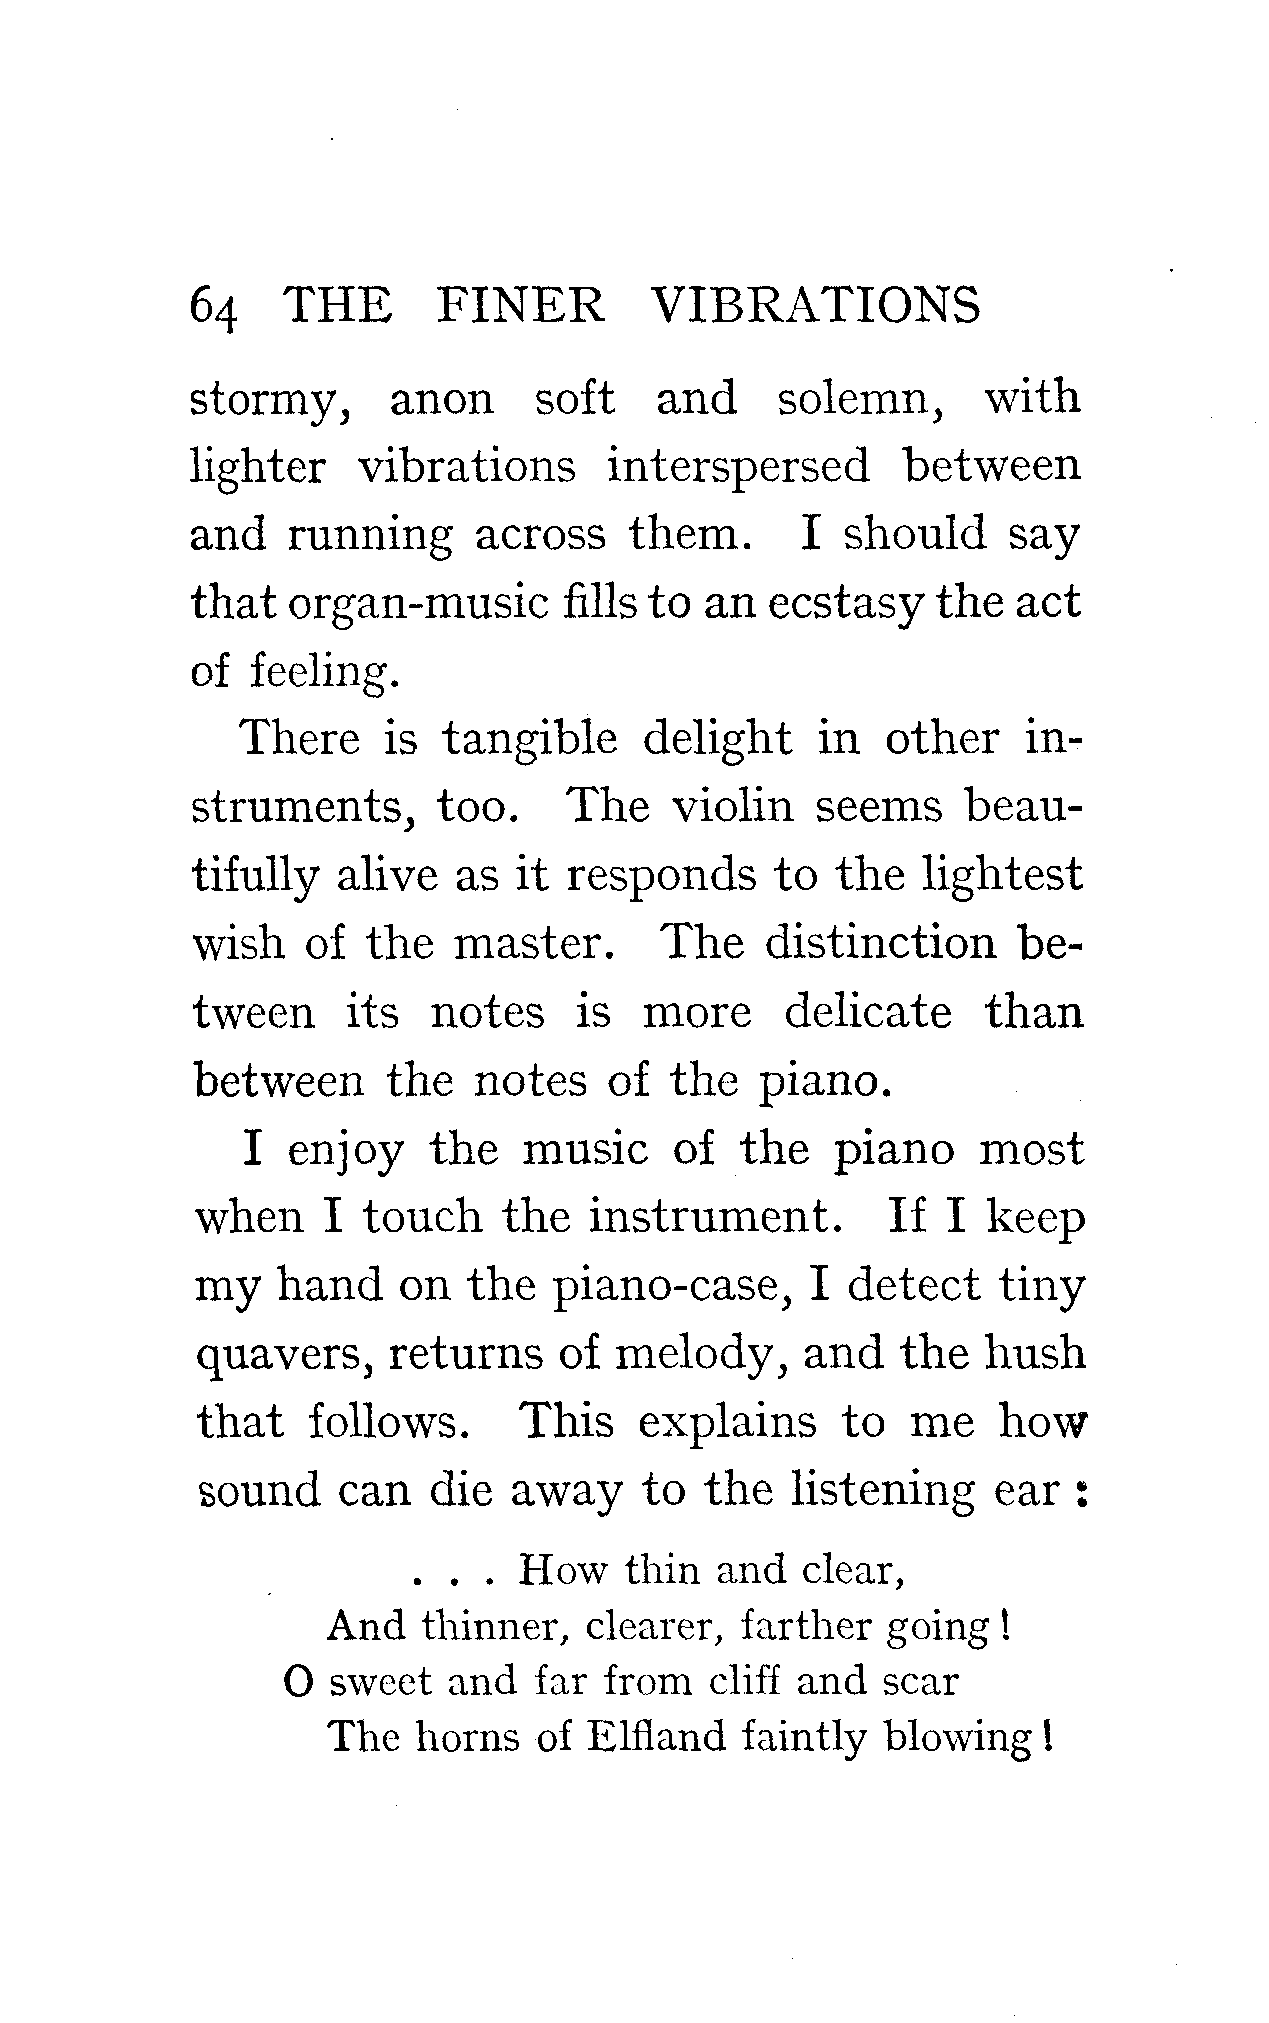 64 THE FINER VIBRATIONS
stormy, anon soft and solemn, with
lighter vibrations interspersed between
and running across them. I should say
that organ-music fills to an ecstasy the act
of feeling.
There is tangible delight in other in-
struments, too. The violin seems beau-
tifully alive as it responds to the lightest
wish of the master. The distinction be-
tween its notes is more delicate than
between the notes of the piano.
I enjoy the music of the piano most
when I touch the instrument. If I keep
my hand on the piano-case, I detect tiny
quavers, returns of melody, and the hush
that follows. This explains to me how
sound can die away to the listening ear :
. . . How thin and clear,
And thinner, clearer, farther going !
O sweet and far from cliff and scar
The horns of Elfland faintly blowing !